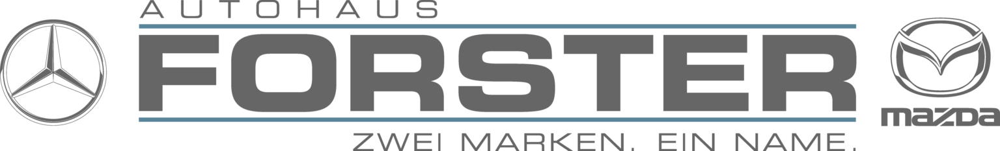 AUTOHAUS
FORSTER
mazda
ZWEI MARKEN. EIN NAME.